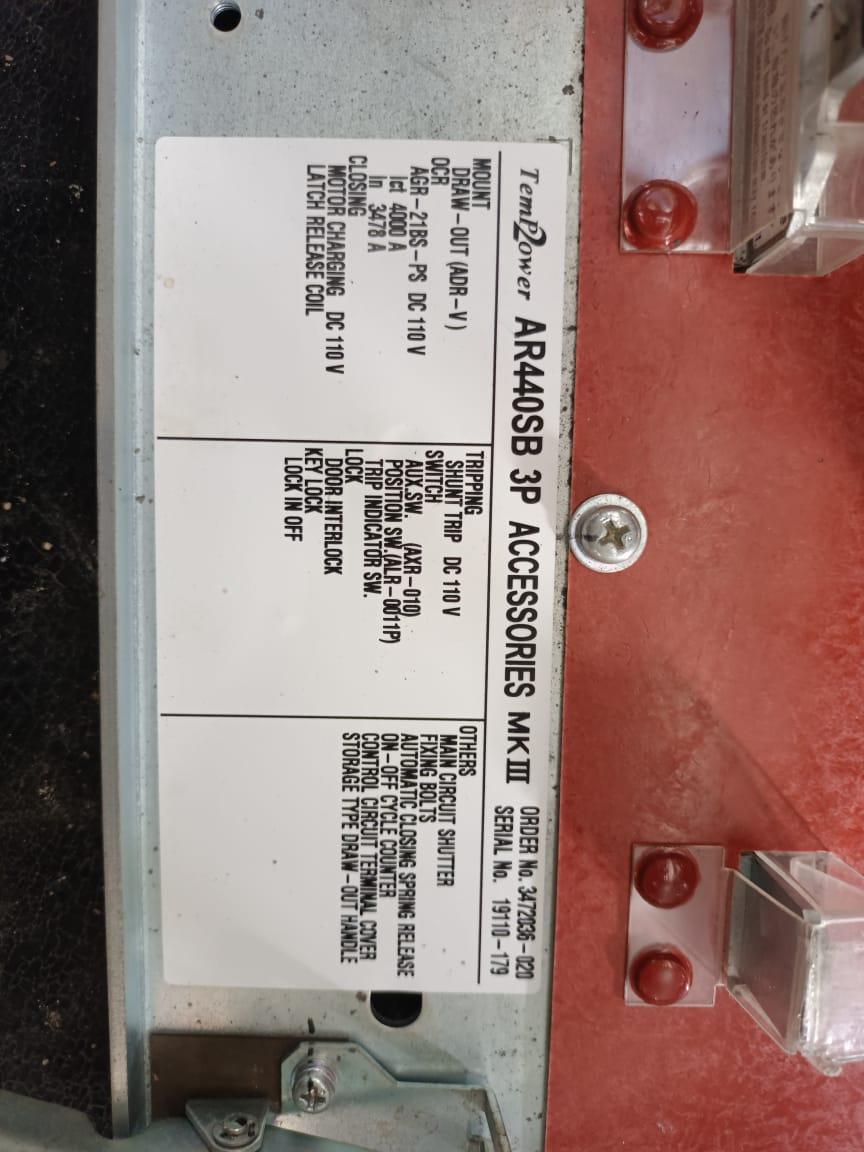 TemPower2 AR440SB 3P ACCESSORIES MK III
ORDER No. 3472036-020
SERIAL No. 19110-179
MOUNT
DRAW-OUT (ADR-V)
OCR
AGR-21BS-PS DC 110 V
Ict 4000 A
In 3478 A
CLOSING
MOTOR CHARGING DC 110 V
LATCH RELEASE COIL
TRIPPING
SHUNT TRIP DC 110 V
SWITCH
AUX.SW. (AXR-010)
POSITION SW.(ALR-0011P)
TRIP INDICATOR SW.
LOCK
DOOR INTERLOCK
KEY LOCK
LOCK IN OFF
OTHERS
MAIN CIRCUIT SHUTTER
FIXING BOLTS
AUTOMATIC CLOSING SPRING RELEASE
ON-OFF CYCLE COUNTER
CONTROL CIRCUIT TERMINAL COVER
STORAGE TYPE DRAW-OUT HANDLE